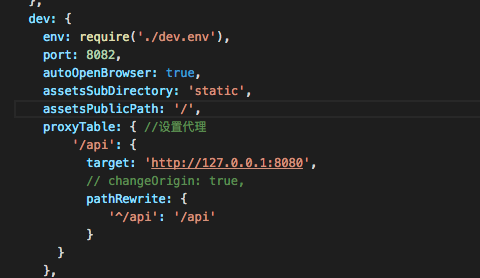 },
dev: {
env: require('./dev.env'),
port: 8082,
autoOpenBrowser: true,
assetsSubDirectory: 'static',
assetsPublicPath: '/',
proxyTable: { //设置代理
'/api': {
target: 'http://127.0.0.1:8080',
// changeOrigin: true,
pathRewrite: {
'^/api': '/api'
}
}
},